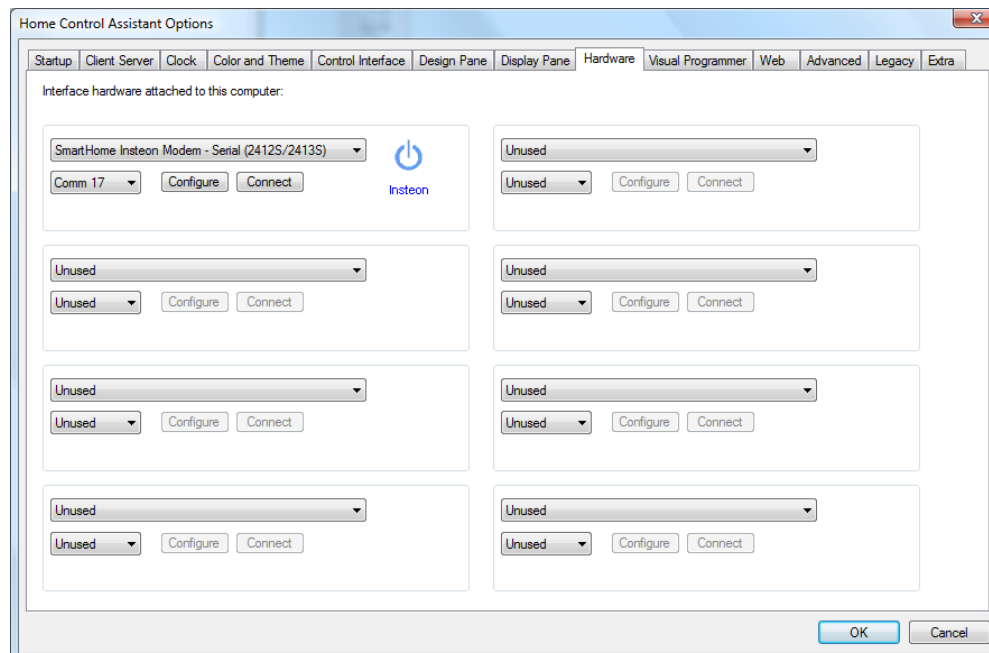 Home Control Assistant Options
Startup Client Server Clock Color and Theme Control Interface Design Pane Display Pane Hardware Visual Programmer Web Advanced Legacy Extra
Interface hardware attached to this computer:
SmartHome Insteon Modem - Serial (2412S/2413S)
Comm 17 Configure Connect
Insteon
Unused
Unused Configure Connect
Unused
Unused Configure Connect
Unused
Unused Configure Connect
Unused
Unused Configure Connect
Unused
Unused Configure Connect
Unused
Unused Configure Connect
Unused
Unused Configure Connect
OK Cancel